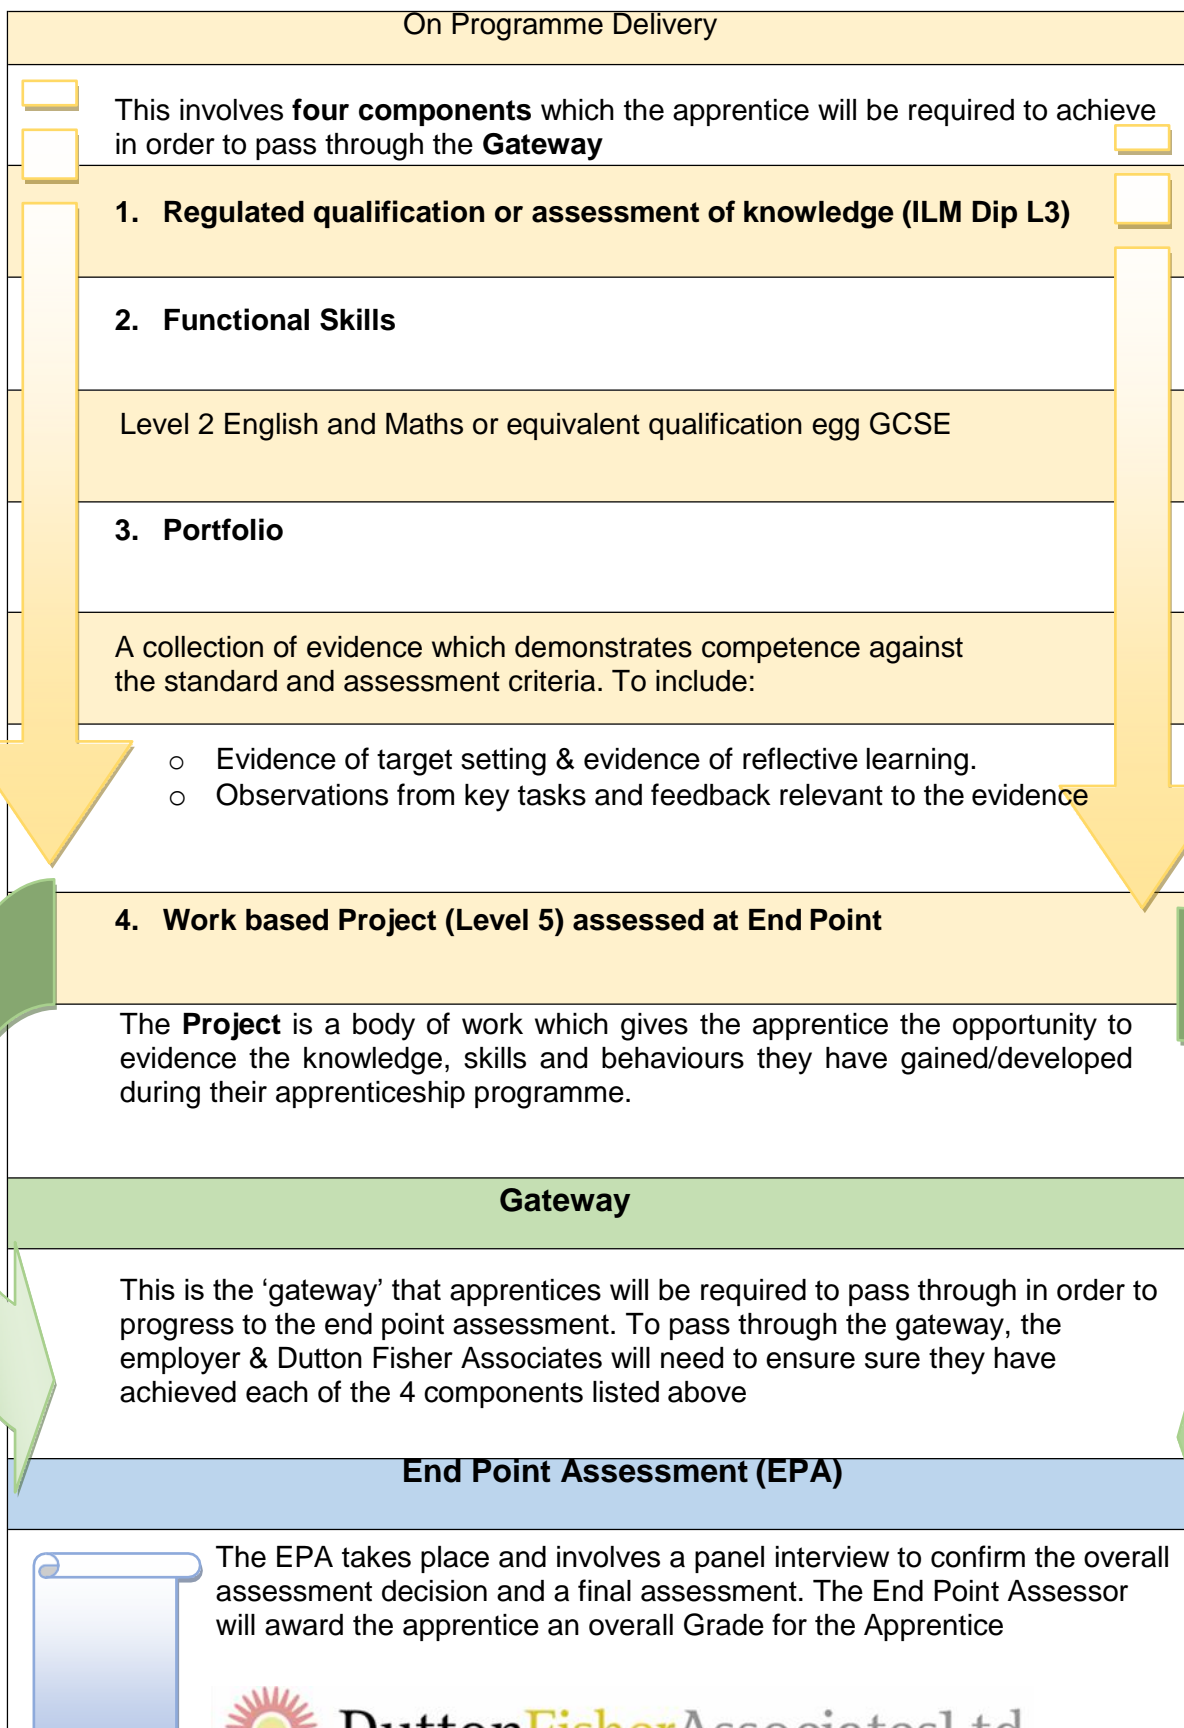 On Programme Delivery
This involves four components which the apprentice will be required to achieve
in order to pass through the Gateway
1. Regulated qualification or assessment of knowledge (ILM Dip L3)
2. Functional Skills
Level 2 English and Maths or equivalent qualification egg GCSE
3. Portfolio
A collection of evidence which demonstrates competence against
the standard and assessment criteria. To include:
o Evidence of target setting & evidence of reflective learning.
o Observations from key tasks and feedback relevant to the evidence
4. Work based Project (Level 5) assessed at End Point
The Project is a body of work which gives the apprentice the opportunity to
evidence the knowledge, skills and behaviours they have gained/developed
during their apprenticeship programme.
Gateway
This is the ‘gateway’ that apprentices will be required to pass through in order to
progress to the end point assessment. To pass through the gateway, the
employer & Dutton Fisher Associates will need to ensure sure they have
achieved each of the 4 components listed above
End Point Assessment (EPA)
The EPA takes place and involves a panel interview to confirm the overall
assessment decision and a final assessment. The End Point Assessor
will award the apprentice an overall Grade for the Apprentice
DuttonFisherAssociatesLtd